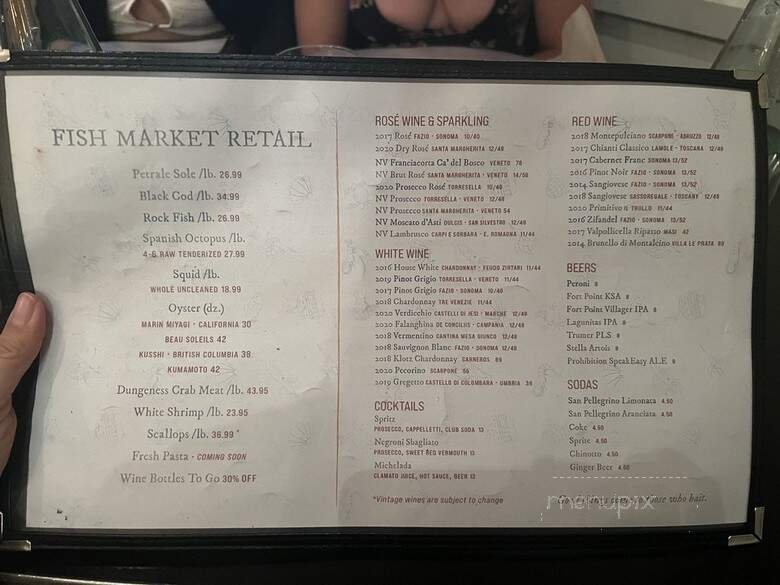 FISH MARKET RETAIL
Petrale Sole /lb. 26.99
Black Cod /lb. 34.99
Rock Fish /lb. 26.99
Spanish Octopus /lb.
4-6 RAW TENDERIZED 27.99
Squid /lb.
WHOLE UNCLEANED 18.99
Oyster (dz.)
MARIN MIYAGI • CALIFORNIA 30
BEAU SOLEILS 42
KUSSHI • BRITISH COLUMBIA 38
KUMAMOTO 42
Dungeness Crab Meat /lb. 43.95
White Shrimp /lb. 23.95
Scallops /lb. 36.99 *
Fresh Pasta • COMING SOON
Wine Bottles To Go 30% OFF
ROSÉ WINE & SPARKLING
2017 Rosé FAZIO • SONOMA 10/40
2020 Dry Rosé SANTA MARGHERITA 12/48
NV Franciacorta Ca' del Bosco VENETO 78
NV Brut Rosé SANTA MARGHERITA • VENETO 14/56
2020 Prosecco Rosé TORRESELLA 10/40
NV Prosecco TORRESELLA • VENETO 12/48
NV Prosecco SANTA MARGHERITA • VENETO 54
NV Moscato d'Asti DULCIS • SAN SILVESTRO 12/48
NV Lambrusco CARPI E SORBARA • E. ROMAGNA 11/44
WHITE WINE
2016 House White CHARDONNAY • FEUDO ZIRTARI 11/44
2019 Pinot Grigio TORRESELLA • VENETO 11/44
2017 Pinot Grigio FAZIO • SONOMA 10/40
2018 Chardonnay TRE VENEZIE 11/44
2020 Verdicchio CASTELLI DI JESI • MARCHE 12/48
2020 Falanghina DE CONCILIIS • CAMPANIA 12/48
2018 Vermentino CANTINA MESA GIUNCO 12/48
2018 Sauvignon Blanc FAZIO • SONOMA 12/48
2018 Klotz Chardonnay CARNEROS 89
2020 Pecorino SCARPONE 56
2019 Gregetto CASTELLO DI COLOMBARA • UMBRIA 36
COCKTAILS
Spritz
PROSECCO, CAPPELLETTI, CLUB SODA 13
Negroni Sbagliato
PROSECCO, SWEET RED VERMOUTH 13
Michelada
CLAMATO JUICE, HOT SAUCE, BEER 13
*Vintage wines are subject to change
RED WINE
2018 Montepulciano SCARPONE • ABRUZZO 12/48
2017 Chianti Classico LAMOLE • TOSCANA 12/48
2017 Cabernet Franc SONOMA 13/52
2016 Pinot Noir FAZIO • SONOMA 13/52
2014 Sangiovese FAZIO • SONOMA 13/52
2018 Sangiovese SASSOREGALE • TOSCANY 12/48
2020 Primitivo IL TRULLO 11/44
2016 Zifandel FAZIO • SONOMA 13/52
2017 Valpollicella Ripasso MASI 42
2014 Brunello di Montalcino VILLA LE PRATA 89
BEERS
Peroni 8
Fort Point KSA 8
Fort Point Villager IPA 8
Lagunitas IPA 8
Trumer PLS 8
Stella Artois 8
Prohibition SpeakEasy ALE 8
SODAS
San Pellegrino Limonata 4.50
San Pellegrino Aranciata 4.50
Coke 4.50
Sprite 4.50
Chinotto 4.50
Ginger Beer 4.50
those who bait.
menupix